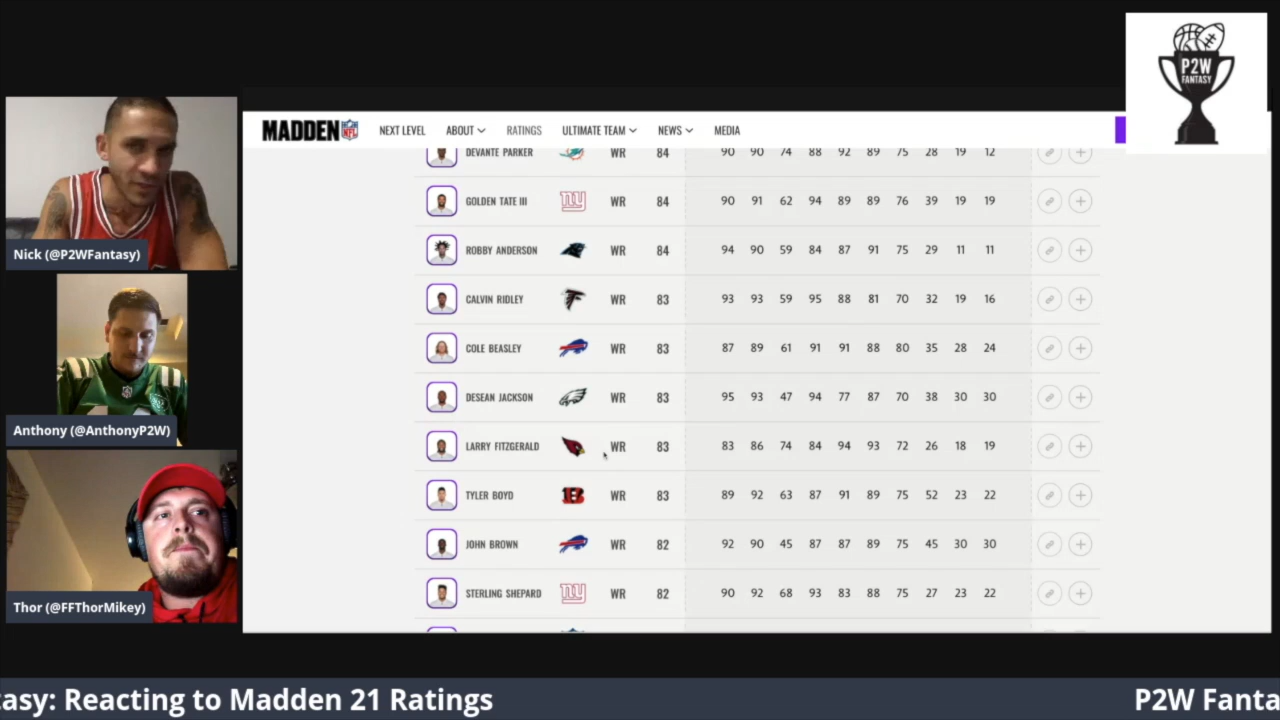 P2W
FANTASY
MADDEN NFL NEXT LEVEL ABOUT RATINGS ULTIMATE TEAM NEWS MEDIA
DEVANTE PARKER WR 84 90 90 74 88 92 89 75 28 19 12
GOLDEN TATE III NY WR 84 90 91 62 94 89 89 76 39 19 19
ROBBY ANDERSON WR 84 94 90 59 84 87 91 75 29 11 11
CALVIN RIDLEY WR 83 93 93 59 95 88 81 70 32 19 16
COLE BEASLEY WR 83 87 89 61 91 91 88 80 35 28 24
DESEAN JACKSON WR 83 95 93 47 94 77 87 70 38 30 30
LARRY FITZGERALD WR 83 83 86 74 84 94 93 72 26 18 19
TYLER BOYD B WR 83 89 92 63 87 91 89 75 52 23 22
JOHN BROWN WR 82 92 90 45 87 87 89 75 45 30 30
STERLING SHEPARD NY WR 82 90 92 68 93 83 88 75 27 23 22
Nick (@P2WFantasy)
Anthony (@AnthonyP2W)
Thor (@FFThorMikey)
tasy: Reacting to Madden 21 Ratings P2W Fanta